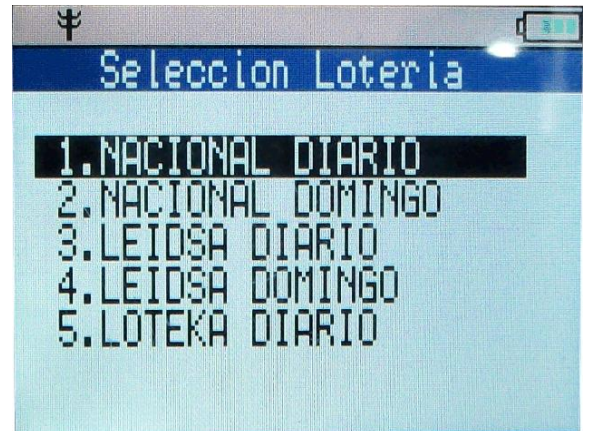 Seleccion Loteria
1.NACIONAL DIARIO
2.NACIONAL DOMINGO
3.LEIDSA DIARIO
4.LEIDSA DOMINGO
5.LOTEKA DIARIO